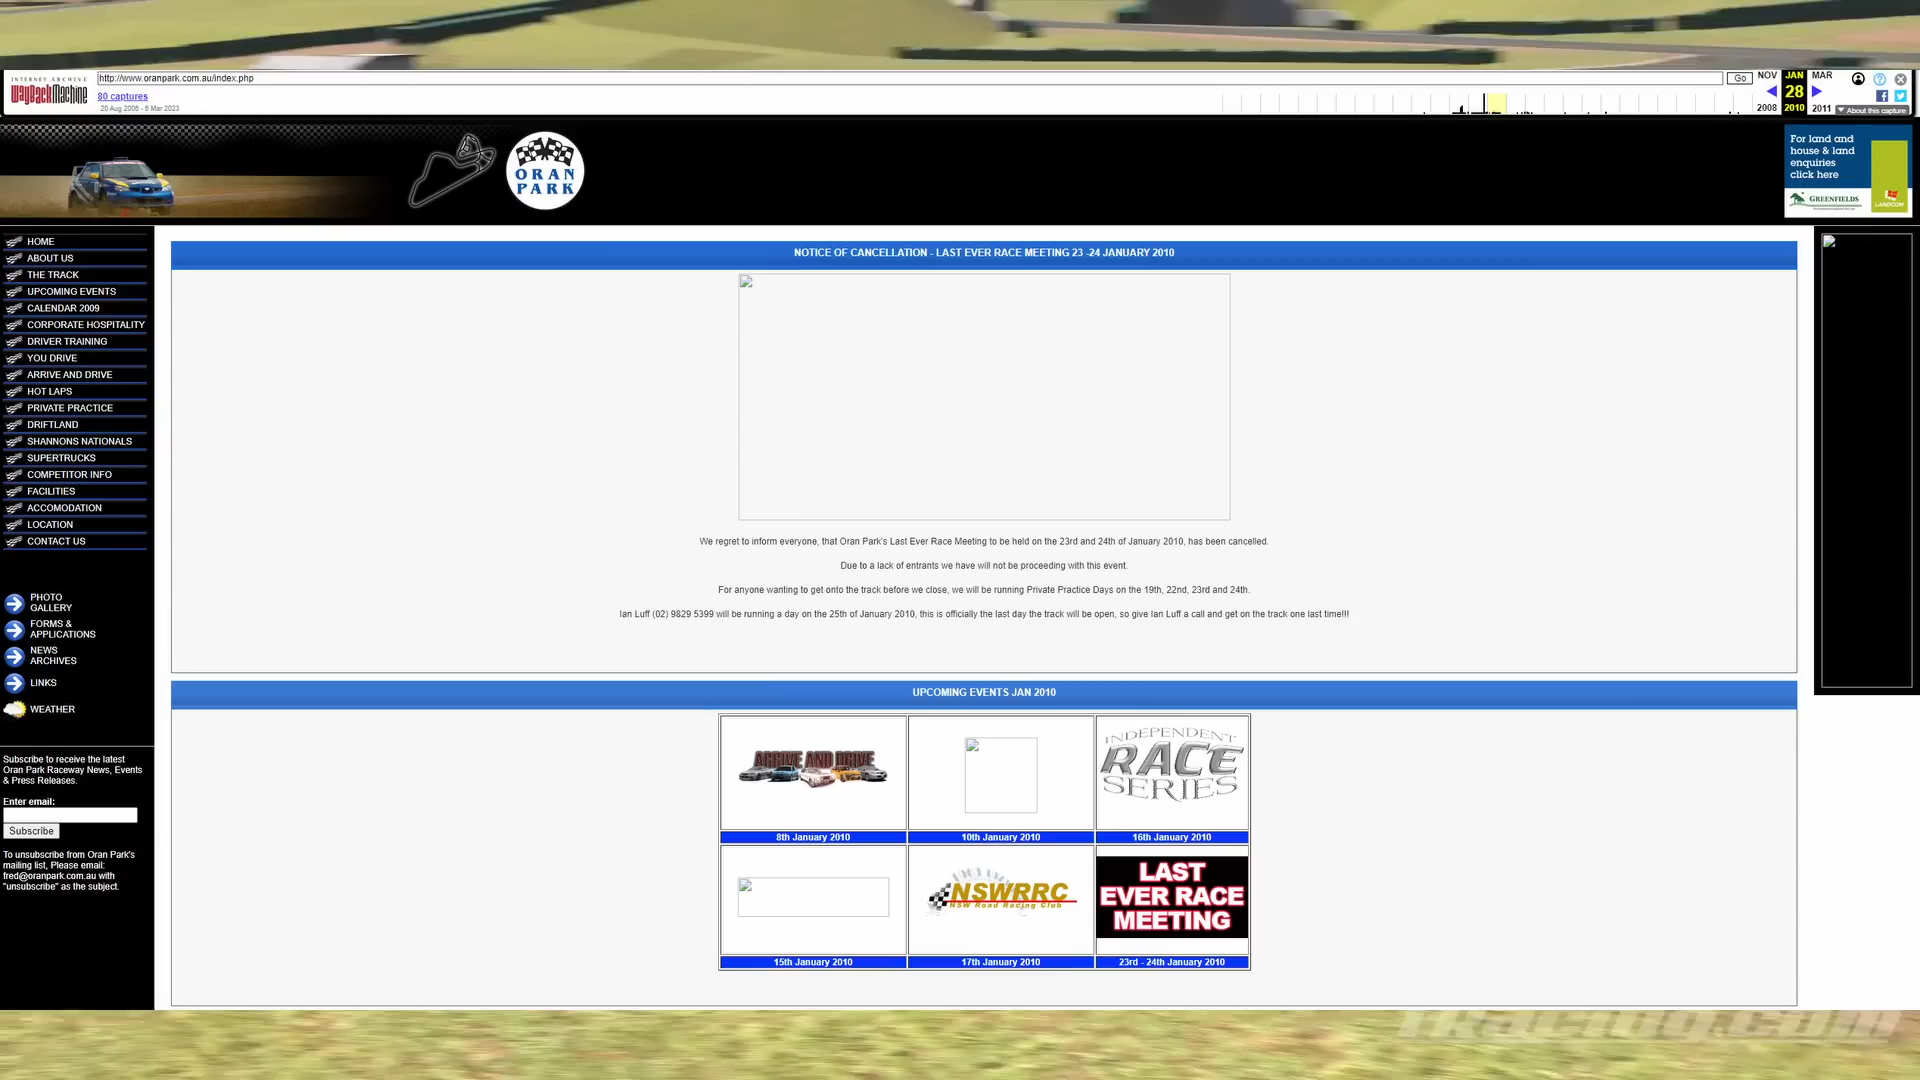 INTERNET ARCHIVE
WayBackMachine
http://www.oranpark.com.au/index.php
Go
80 captures
20 Aug 2006 - 6 Mar 2023
NOV
JAN
MAR
28
2008
2010
2011
About this capture
ORAN
PARK
For land and
house & land
enquiries
click here
GREENFIELDS
LANDCOM
HOME
ABOUT US
THE TRACK
UPCOMING EVENTS
CALENDAR 2009
CORPORATE HOSPITALITY
DRIVER TRAINING
YOU DRIVE
ARRIVE AND DRIVE
HOT LAPS
PRIVATE PRACTICE
DRIFTLAND
SHANNONS NATIONALS
SUPERTRUCKS
COMPETITOR INFO
FACILITIES
ACCOMODATION
LOCATION
CONTACT US
PHOTO
GALLERY
FORMS &
APPLICATIONS
NEWS
ARCHIVES
LINKS
WEATHER
Subscribe to receive the latest
Oran Park Raceway News, Events
& Press Releases.
Enter email:
Subscribe
To unsubscribe from Oran Park's
mailing list, Please email:
fred@oranpark.com.au with
"unsubscribe" as the subject.
NOTICE OF CANCELLATION - LAST EVER RACE MEETING 23 -24 JANUARY 2010
We regret to inform everyone, that Oran Park's Last Ever Race Meeting to be held on the 23rd and 24th of January 2010, has been cancelled.
Due to a lack of entrants we have will not be proceeding with this event.
For anyone wanting to get onto the track before we close, we will be running Private Practice Days on the 19th, 22nd, 23rd and 24th.
Ian Luff (02) 9829 5399 will be running a day on the 25th of January 2010, this is officially the last day the track will be open, so give Ian Luff a call and get on the track one last time!!!
UPCOMING EVENTS JAN 2010
ARRIVE AND DRIVE
INDEPENDENT
RACE
SERIES
8th January 2010
10th January 2010
16th January 2010
NSWRRC
NSW Road Racing Club
LAST
EVER RACE
MEETING
15th January 2010
17th January 2010
23rd - 24th January 2010